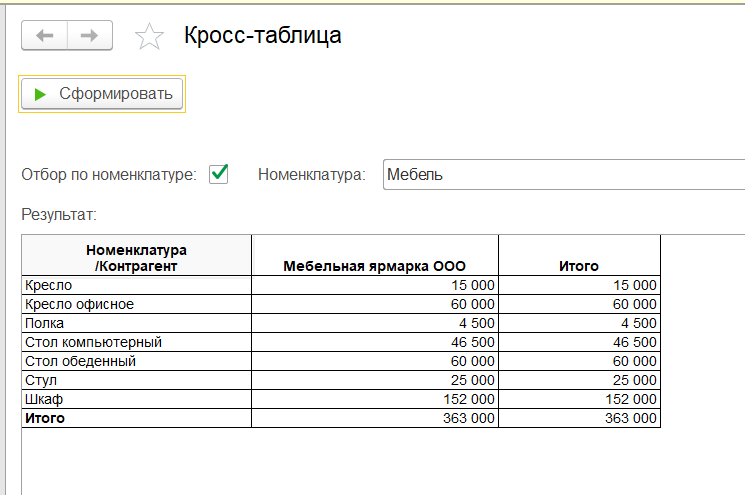 Кросс-таблица
Сформировать
Отбор по номенклатуре: Номенклатура: Мебель
Результат:
Номенклатура
/Контрагент Мебельная ярмарка ООО Итого
Кресло 15 000 15 000
Кресло офисное 60 000 60 000
Полка 4 500 4 500
Стол компьютерный 46 500 46 500
Стол обеденный 60 000 60 000
Стул 25 000 25 000
Шкаф 152 000 152 000
Итого 363 000 363 000